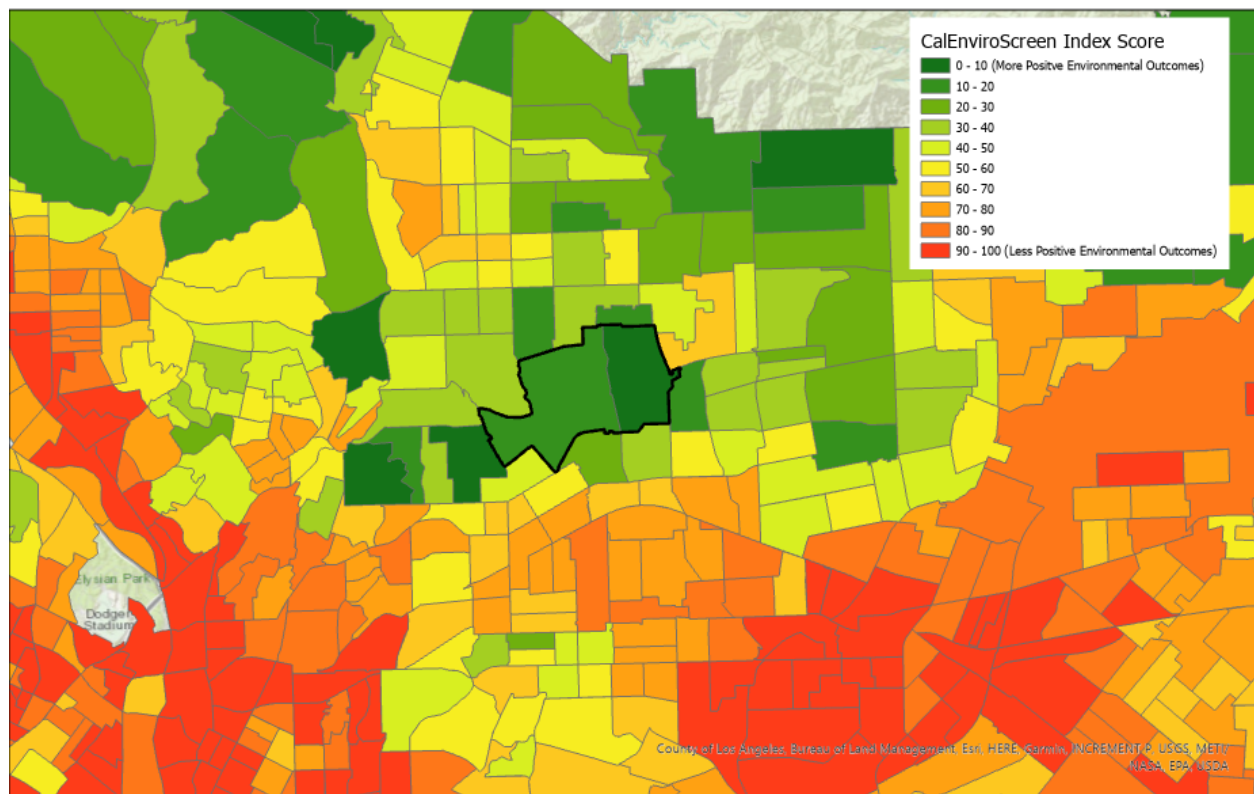 CalEnviroScreen Index Score
0 - 10 (More Positve Environmental Outcomes)
10 - 20
20 - 30
30 - 40
40 - 50
50 - 60
60 - 70
70 - 80
80 - 90
90 - 100 (Less Positive Environmental Outcomes)
Elysian Park
Dodger
Stadium
County of Los Angeles, Bureau of Land Management, Esri, HERE, Garmin, INCREMENT P, USGS, METI/
NASA, EPA, USDA